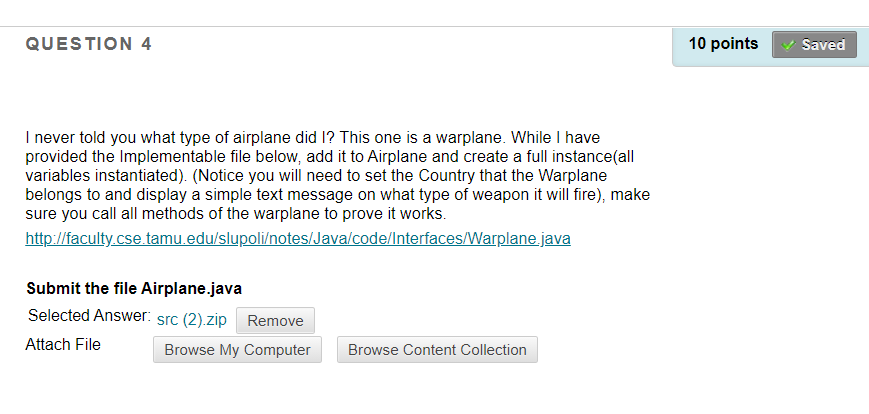 QUESTION 4
10 points
Saved
I never told you what type of airplane did I? This one is a warplane. While I have
provided the Implementable file below, add it to Airplane and create a full instance(all
variables instantiated). (Notice you will need to set the Country that the Warplane
belongs to and display a simple text message on what type of weapon it will fire), make
sure you call all methods of the warplane to prove it works.
http://faculty.cse.tamu.edu/slupoli/notes/Java/code/Interfaces/Warplane.java
Submit the file Airplane.java
Selected Answer: src (2).zip Remove
Attach File Browse My Computer Browse Content Collection